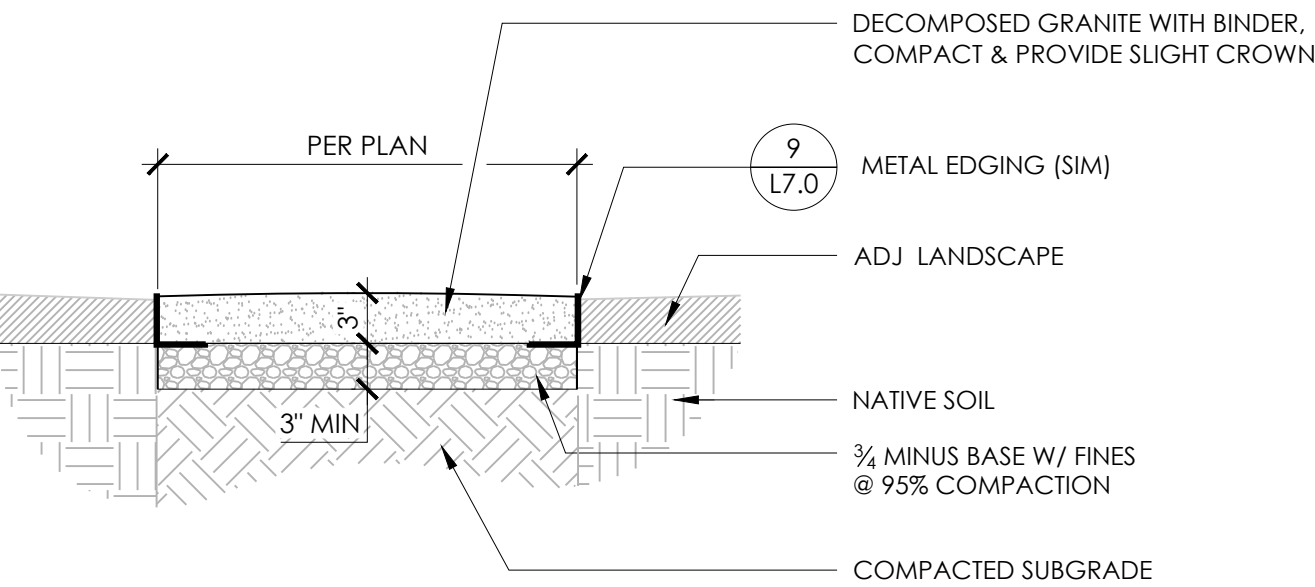 DECOMPOSED GRANITE WITH BINDER,
COMPACT & PROVIDE SLIGHT CROWN
PER PLAN
9
L7.0
METAL EDGING (SIM)
ADJ LANDSCAPE
3"
3" MIN
NATIVE SOIL
¾ MINUS BASE W/ FINES
@ 95% COMPACTION
COMPACTED SUBGRADE